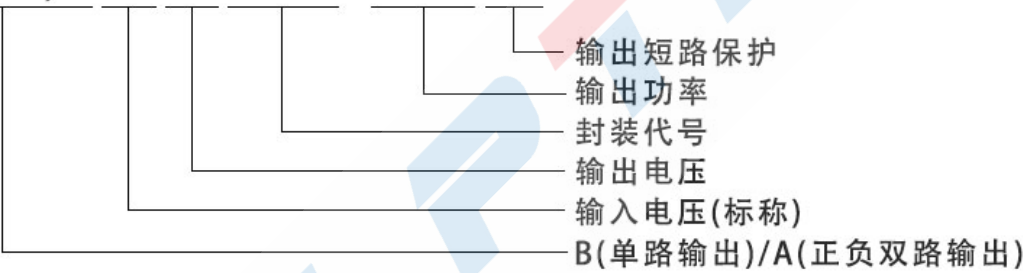 输出短路保护
输出功率
封装代号
输出电压
输入电压(标称)
B(单路输出)/A(正负双路输出)